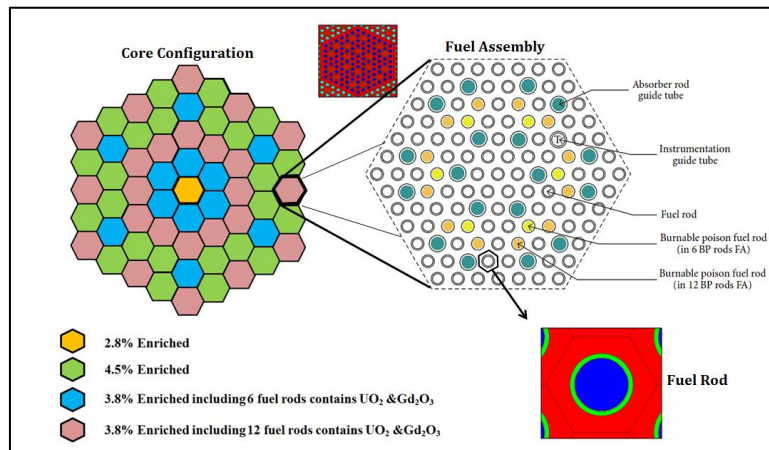 Core Configuration
Fuel Assembly
Absorber rod
guide tube
Instrumentation
guide tube
Fuel rod
Burnable poison fuel rod
(in 6 BP rods FA)
Burnable poison fuel rod
(in 12 BP rods FA)
2.8% Enriched
4.5% Enriched
3.8% Enriched including 6 fuel rods contains UO₂ &Gd₂O₃
3.8% Enriched including 12 fuel rods contains UO₂ &Gd₂O₃
Fuel Rod